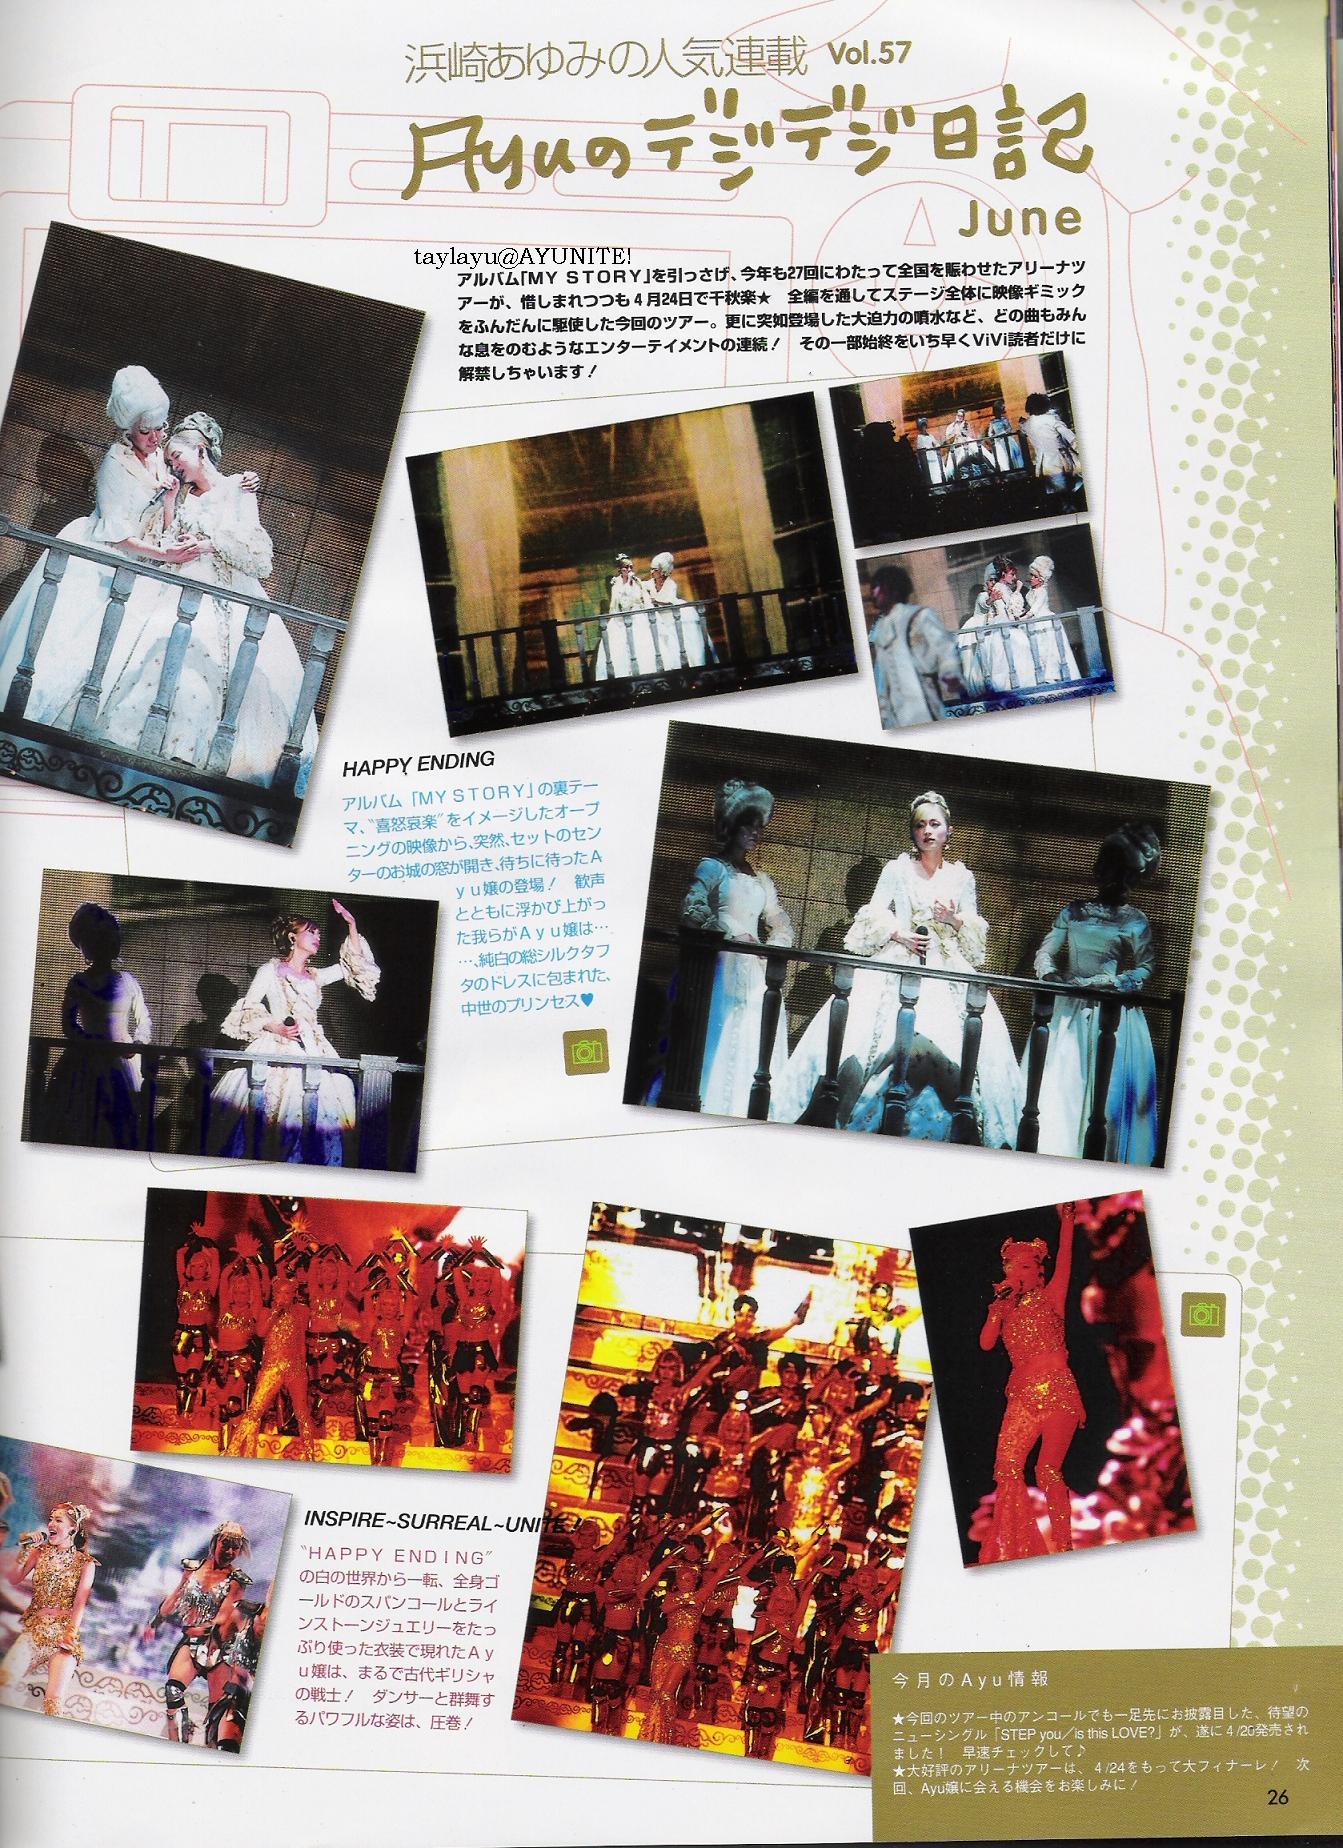 浜崎あゆみの人気連載 Vol.57
Ayuのデジデジ日記
June
taylayu@AYUNITE!
アルバム「MY STORY」を引っさげ、今年も27回にわたって全国を賑わせたアリーナツ
アーが、惜しまれつつも4月24日で千秋楽★　全編を通してステージ全体に映像ギミック
をふんだんに駆使した今回のツアー。更に突如登場した大迫力の噴水など、どの曲もみん
な息をのむようなエンターテイメントの連続！　その一部始終をいち早くViVi読者だけに
解禁しちゃいます！
HAPPY ENDING
アルバム「MY STORY」の裏テー
マ、“喜怒哀楽”をイメージしたオープ
ニングの映像から、突然、セットのセン
ターのお城の窓が開き、待ちに待ったA
yu嬢の登場！　歓声
とともに浮かび上がっ
た我らがAyu嬢は…
…、純白の総シルクタフ
タのドレスに包まれた、
中世のプリンセス♥
INSPIRE~SURREAL~UNITE！
“HAPPY ENDING”
の白の世界から一転、全身ゴ
ールドのスパンコールとライ
ンストーンジュエリーをたっ
ぷり使った衣装で現れたAy
u嬢は、まるで古代ギリシャ
の戦士！　ダンサーと群舞す
るパワフルな姿は、圧巻！
今月のAyu情報
★今回のツアー中のアンコールでも一足先にお披露目した、待望の
ニューシングル「STEP you／is this LOVE?」が、遂に4/20発売され
ました！　早速チェックして♪
★大好評のアリーナツアーは、4/24をもって大フィナーレ！　次
回、Ayu嬢に会える機会をお楽しみに！
26